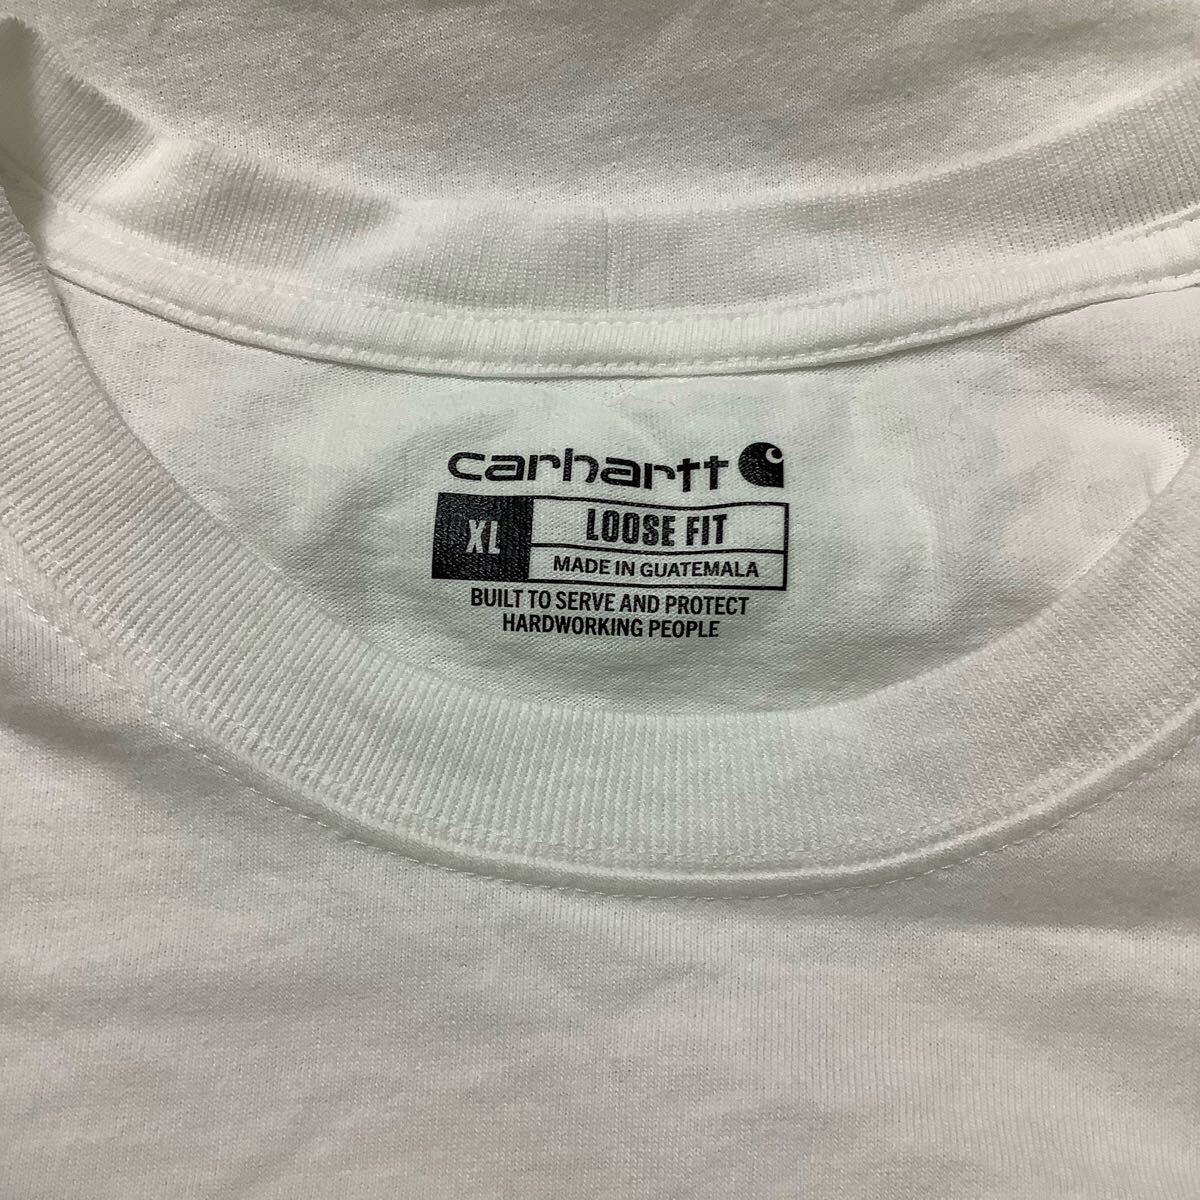 carhartt
XL LOOSE FIT
MADE IN GUATEMALA
BUILT TO SERVE AND PROTECT
HARDWORKING PEOPLE